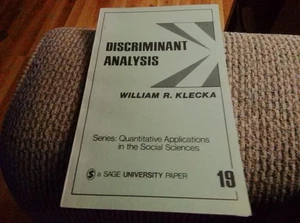 DISCRIMINANT
ANALYSIS
WILLIAM R. KLECKA
Series: Quantitative Applications
in the Social Sciences
a SAGE UNIVERSITY PAPER
19